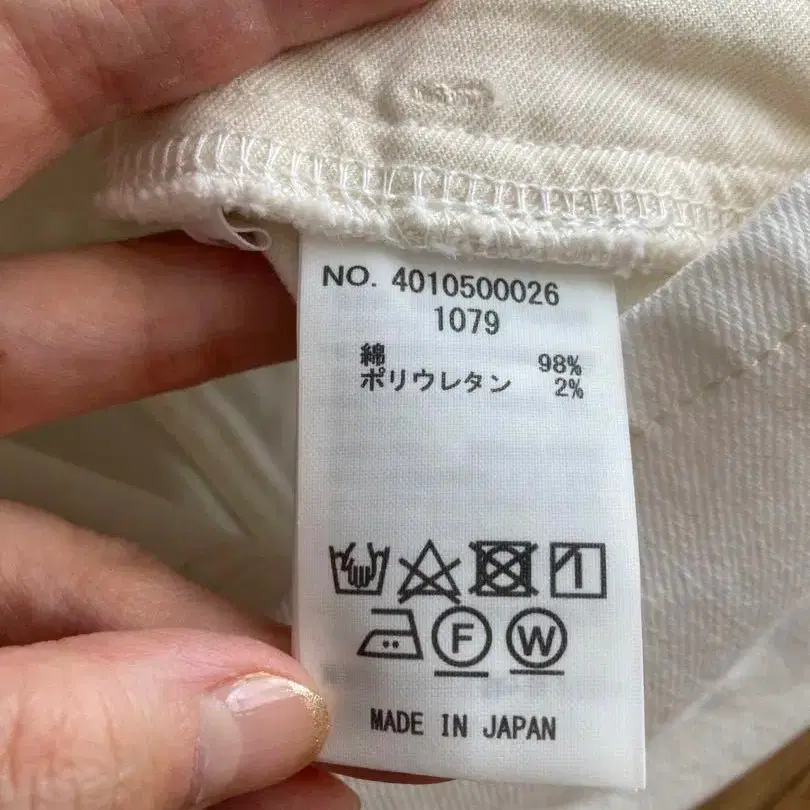 NO. 4010500026
1079
綿 98%
ポリウレタン 2%
F W
MADE IN JAPAN